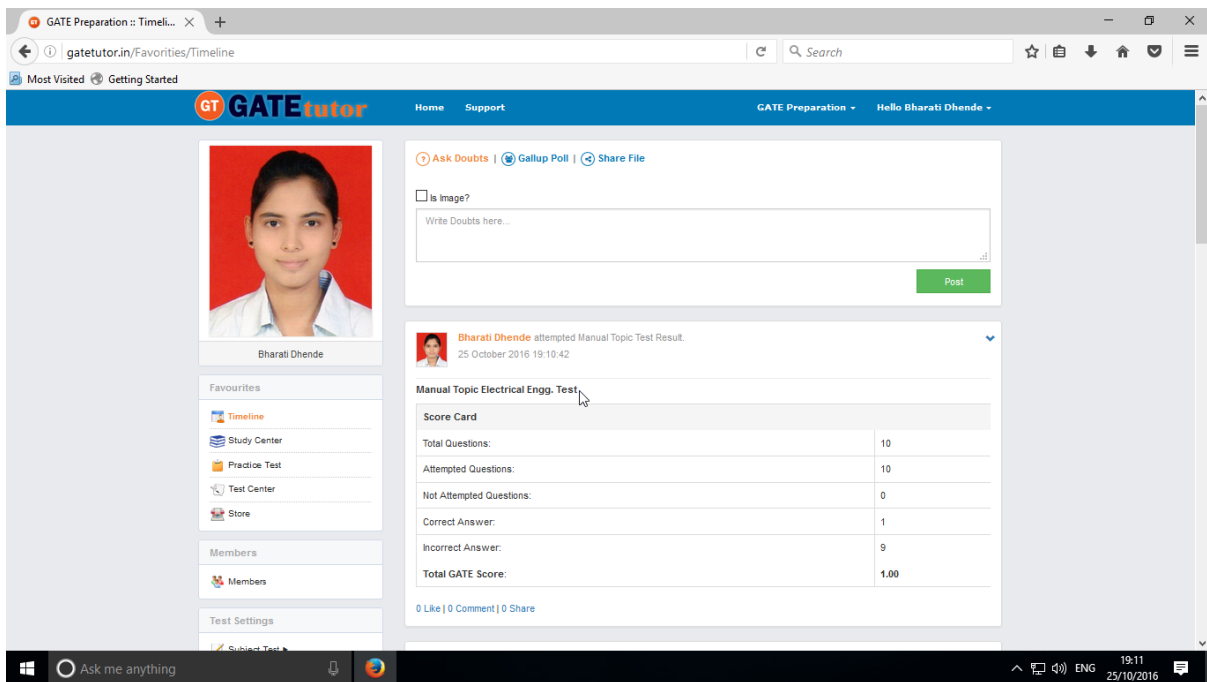 GATE Preparation :: Timeli...
gatetutor.in/Favorities/Timeline
Search
Most Visited Getting Started
GT GATEtutor Home Support GATE Preparation Hello Bharati Dhende
Ask Doubts | Gallup Poll | Share File
Is Image?
Write Doubts here...
Post
Bharati Dhende
Bharati Dhende attempted Manual Topic Test Result.
25 October 2016 19:10:42
Favourites
Timeline
Study Center
Practice Test
Test Center
Store
Members
Members
Test Settings
Subject Test
Manual Topic Electrical Engg. Test
Score Card
Total Questions: 10
Attempted Questions: 10
Not Attempted Questions: 0
Correct Answer: 1
Incorrect Answer: 9
Total GATE Score: 1.00
0 Like | 0 Comment | 0 Share
Ask me anything
ENG
19:11
25/10/2016